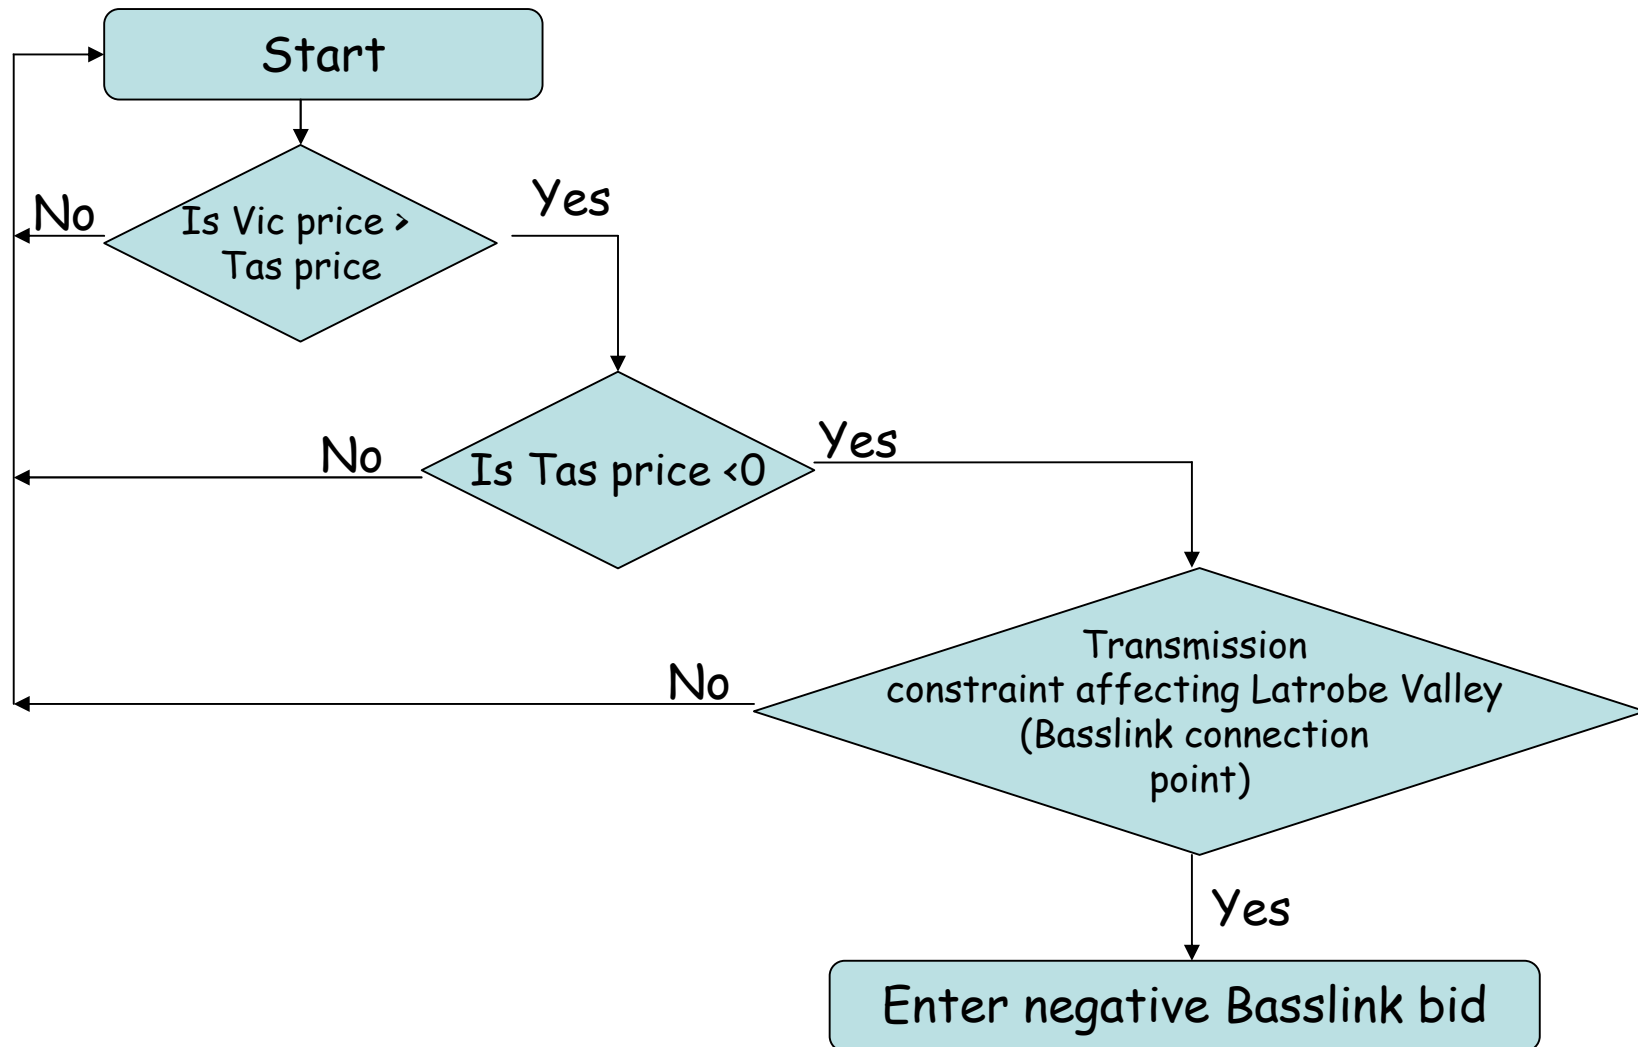 Start
No
Yes
Is Vic price >
Tas price
No
Yes
Is Tas price <0
Transmission
constraint affecting Latrobe Valley
(Basslink connection
point)
No
Yes
Enter negative Basslink bid